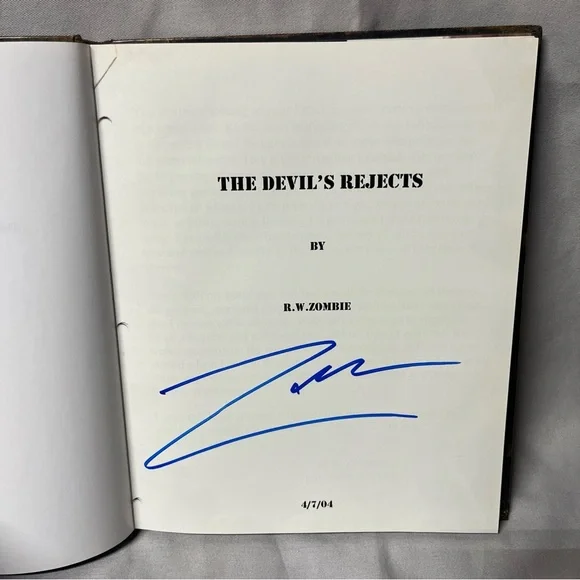 THE DEVIL'S REJECTS
BY
R.W.ZOMBIE
4/7/04